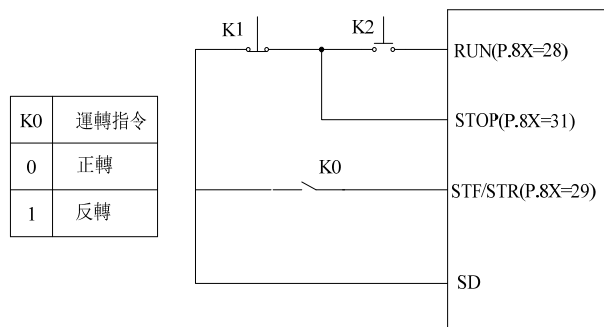 K1
K2
RUN(P.8X=28)
STOP(P.8X=31)
K0
STF/STR(P.8X=29)
SD
K0 運轉指令
0 正轉
1 反轉